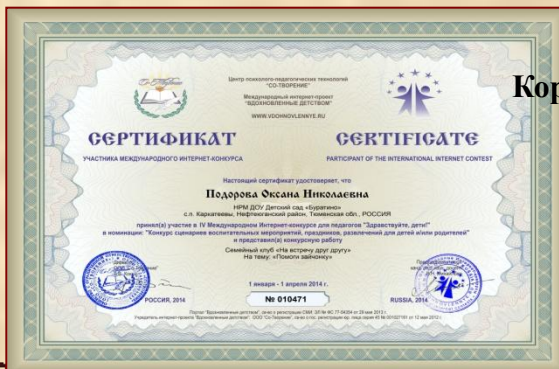 Центр психолого-педагогических технологий
"СО-ТВОРЕНИЕ"
Международный интернет-проект
"ВДОХНОВЛЕННЫЕ ДЕТСТВОМ"
WWW.VDOHNOVLENNYE.RU
Кор
СЕРТИФИКАТ
CERTIFICATE
УЧАСТНИКА МЕЖДУНАРОДНОГО ИНТЕРНЕТ-КОНКУРСА
PARTICIPANT OF THE INTERNATIONAL INTERNET CONTEST
Настоящий сертификат удостоверяет, что
Подорова Оксана Николаевна
НРМ ДОУ Детский сад «Буратино»
с.п. Каркатеевы, Нефтеюганский район, Тюменская обл., РОССИЯ
принял(а) участие в IV Международном Интернет-конкурсе для педагогов "Здравствуйте, дети!"
в номинации: "Конкурс сценариев воспитательных мероприятий, праздников, развлечений для детей и/или родителей"
и представил(а) конкурсную работу
Семейный клуб «На встречу друг другу»
На тему: «Помоги зайчонку»
1 января - 1 апреля 2014 г.
РОССИЯ, 2014
№ 010471
RUSSIA, 2014